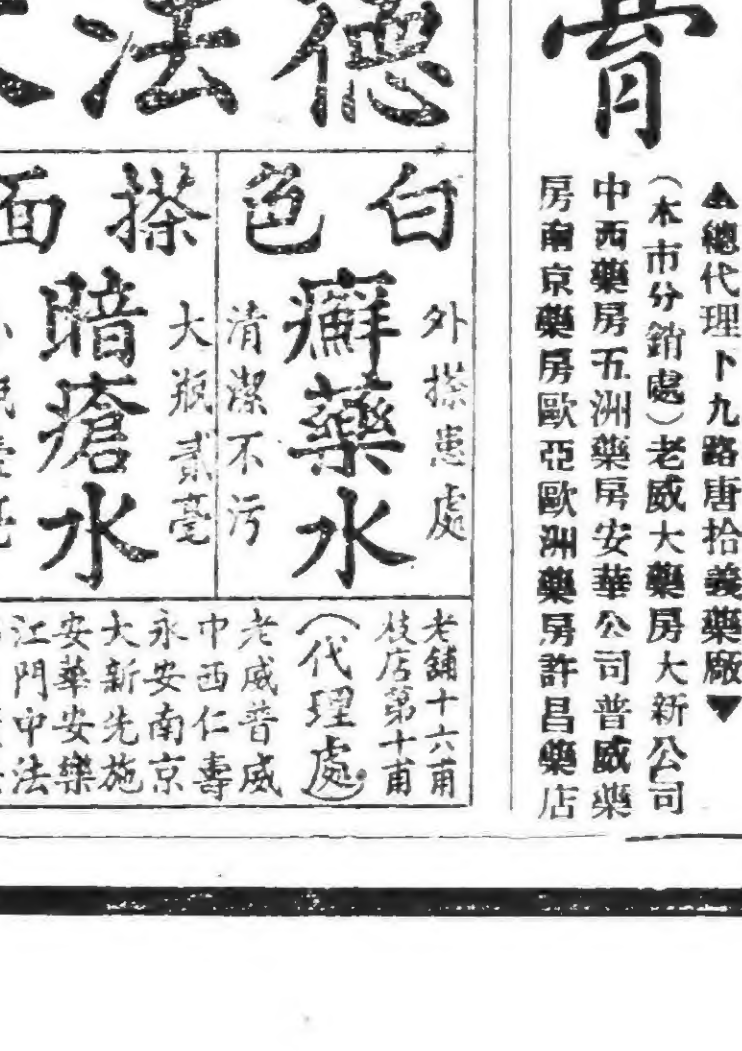 膏
▲總代理下九路唐拾義藥廠▼
(本市分銷處)老威大藥房大新公司
中西藥房五洲藥房安華公司普威藥
房南京藥房歐亞歐洲藥房許昌藥店
德法
白色
外搽患處
癬藥水
清潔不污
搽面
大瓶貳毫
暗瘡水
老舖十六甫
枝店第十甫
(代理處)
老威普威
中西仁壽
永安南京
大新先施
安華安樂
江門中法